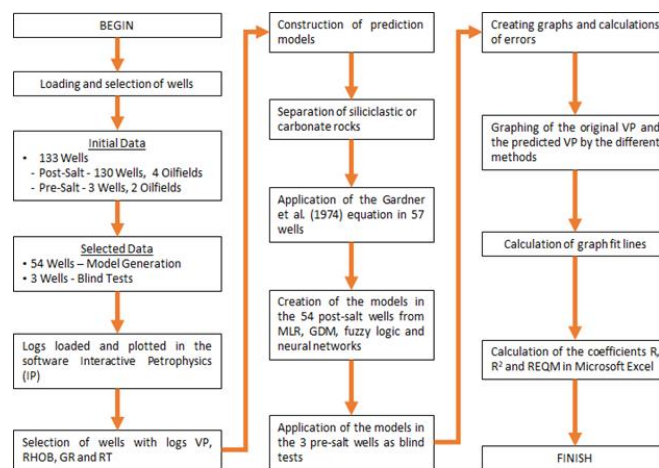 BEGIN
Loading and selection of wells
Initial Data
• 133 Wells
- Post-Salt - 130 Wells, 4 Oilfields
- Pre-Salt - 3 Wells, 2 Oilfields
Selected Data
• 54 Wells – Model Generation
• 3 Wells - Blind Tests
Logs loaded and plotted in the
software Interactive Petrophysics
(IP)
Selection of wells with logs VP,
RHOB, GR and RT
Construction of prediction
models
Separation of siliciclastic or
carbonate rocks
Application of the Gardner
et al. (1974) equation in 57
wells
Creation of the models in
the 54 post-salt wells from
MLR, GDM, fuzzy logic and
neural networks
Application of the models in
the 3 pre-salt wells as blind
tests
Creating graphs and calculations
of errors
Graphing of the original VP and
the predicted VP by the different
methods
Calculation of graph fit lines
Calculation of the coefficients R,
R² and REQM in Microsoft Excel
FINISH